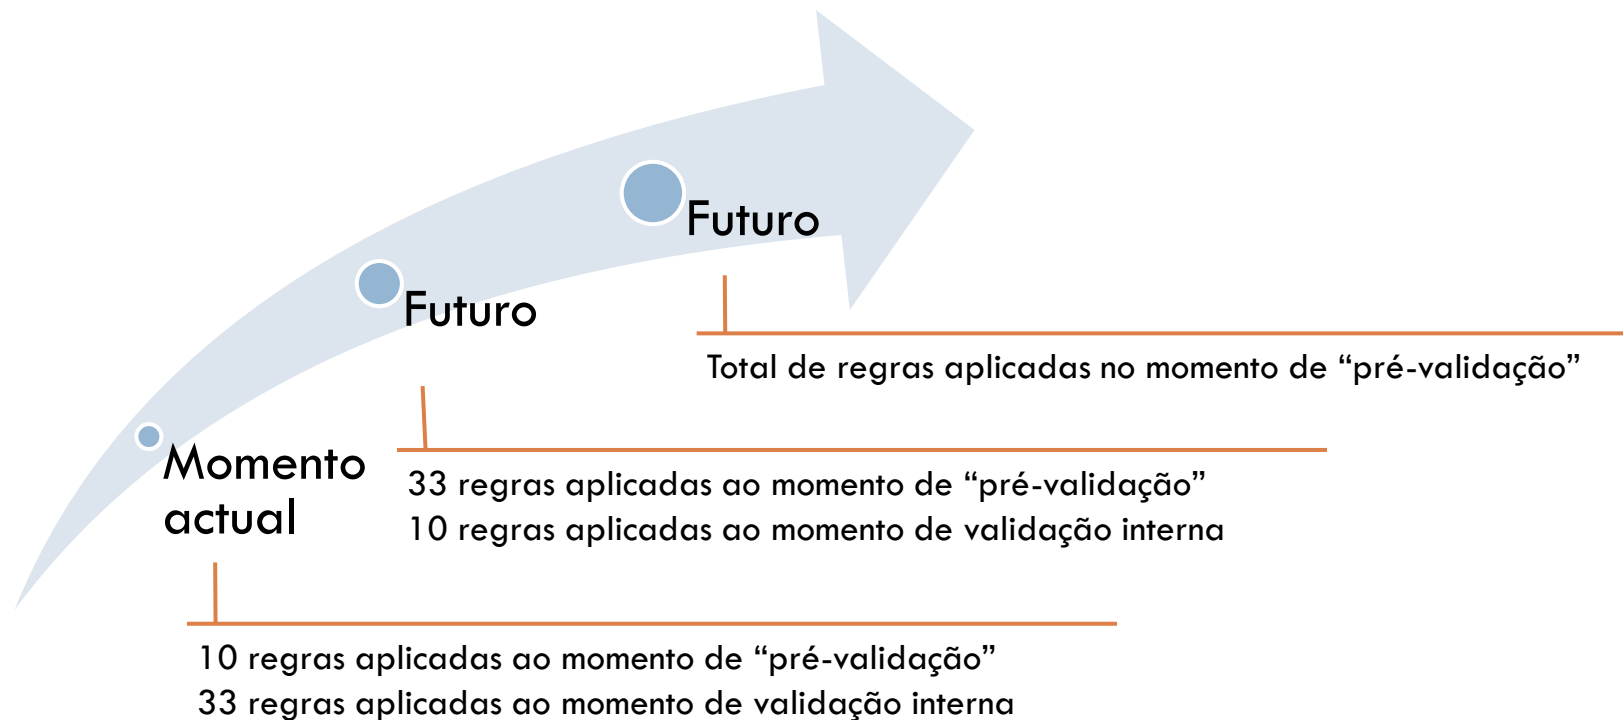 Futuro
Total de regras aplicadas no momento de “pré-validação”
Futuro
33 regras aplicadas ao momento de “pré-validação”
10 regras aplicadas ao momento de validação interna
Momento
actual
10 regras aplicadas ao momento de “pré-validação”
33 regras aplicadas ao momento de validação interna